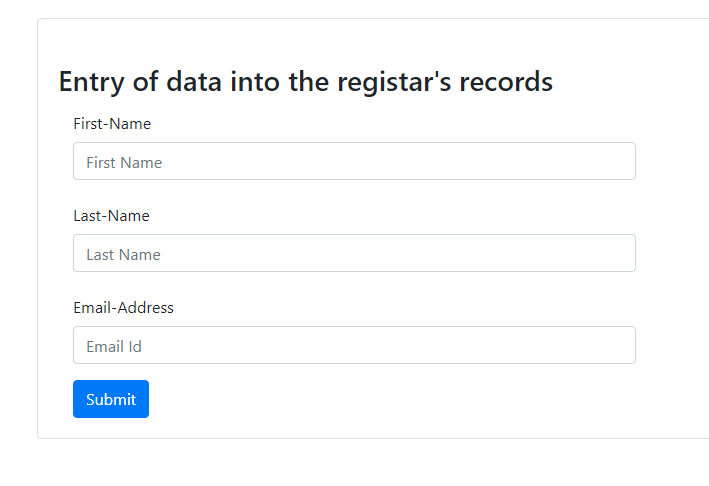 Entry of data into the registar's records
First-Name
First Name
Last-Name
Last Name
Email-Address
Email Id
Submit